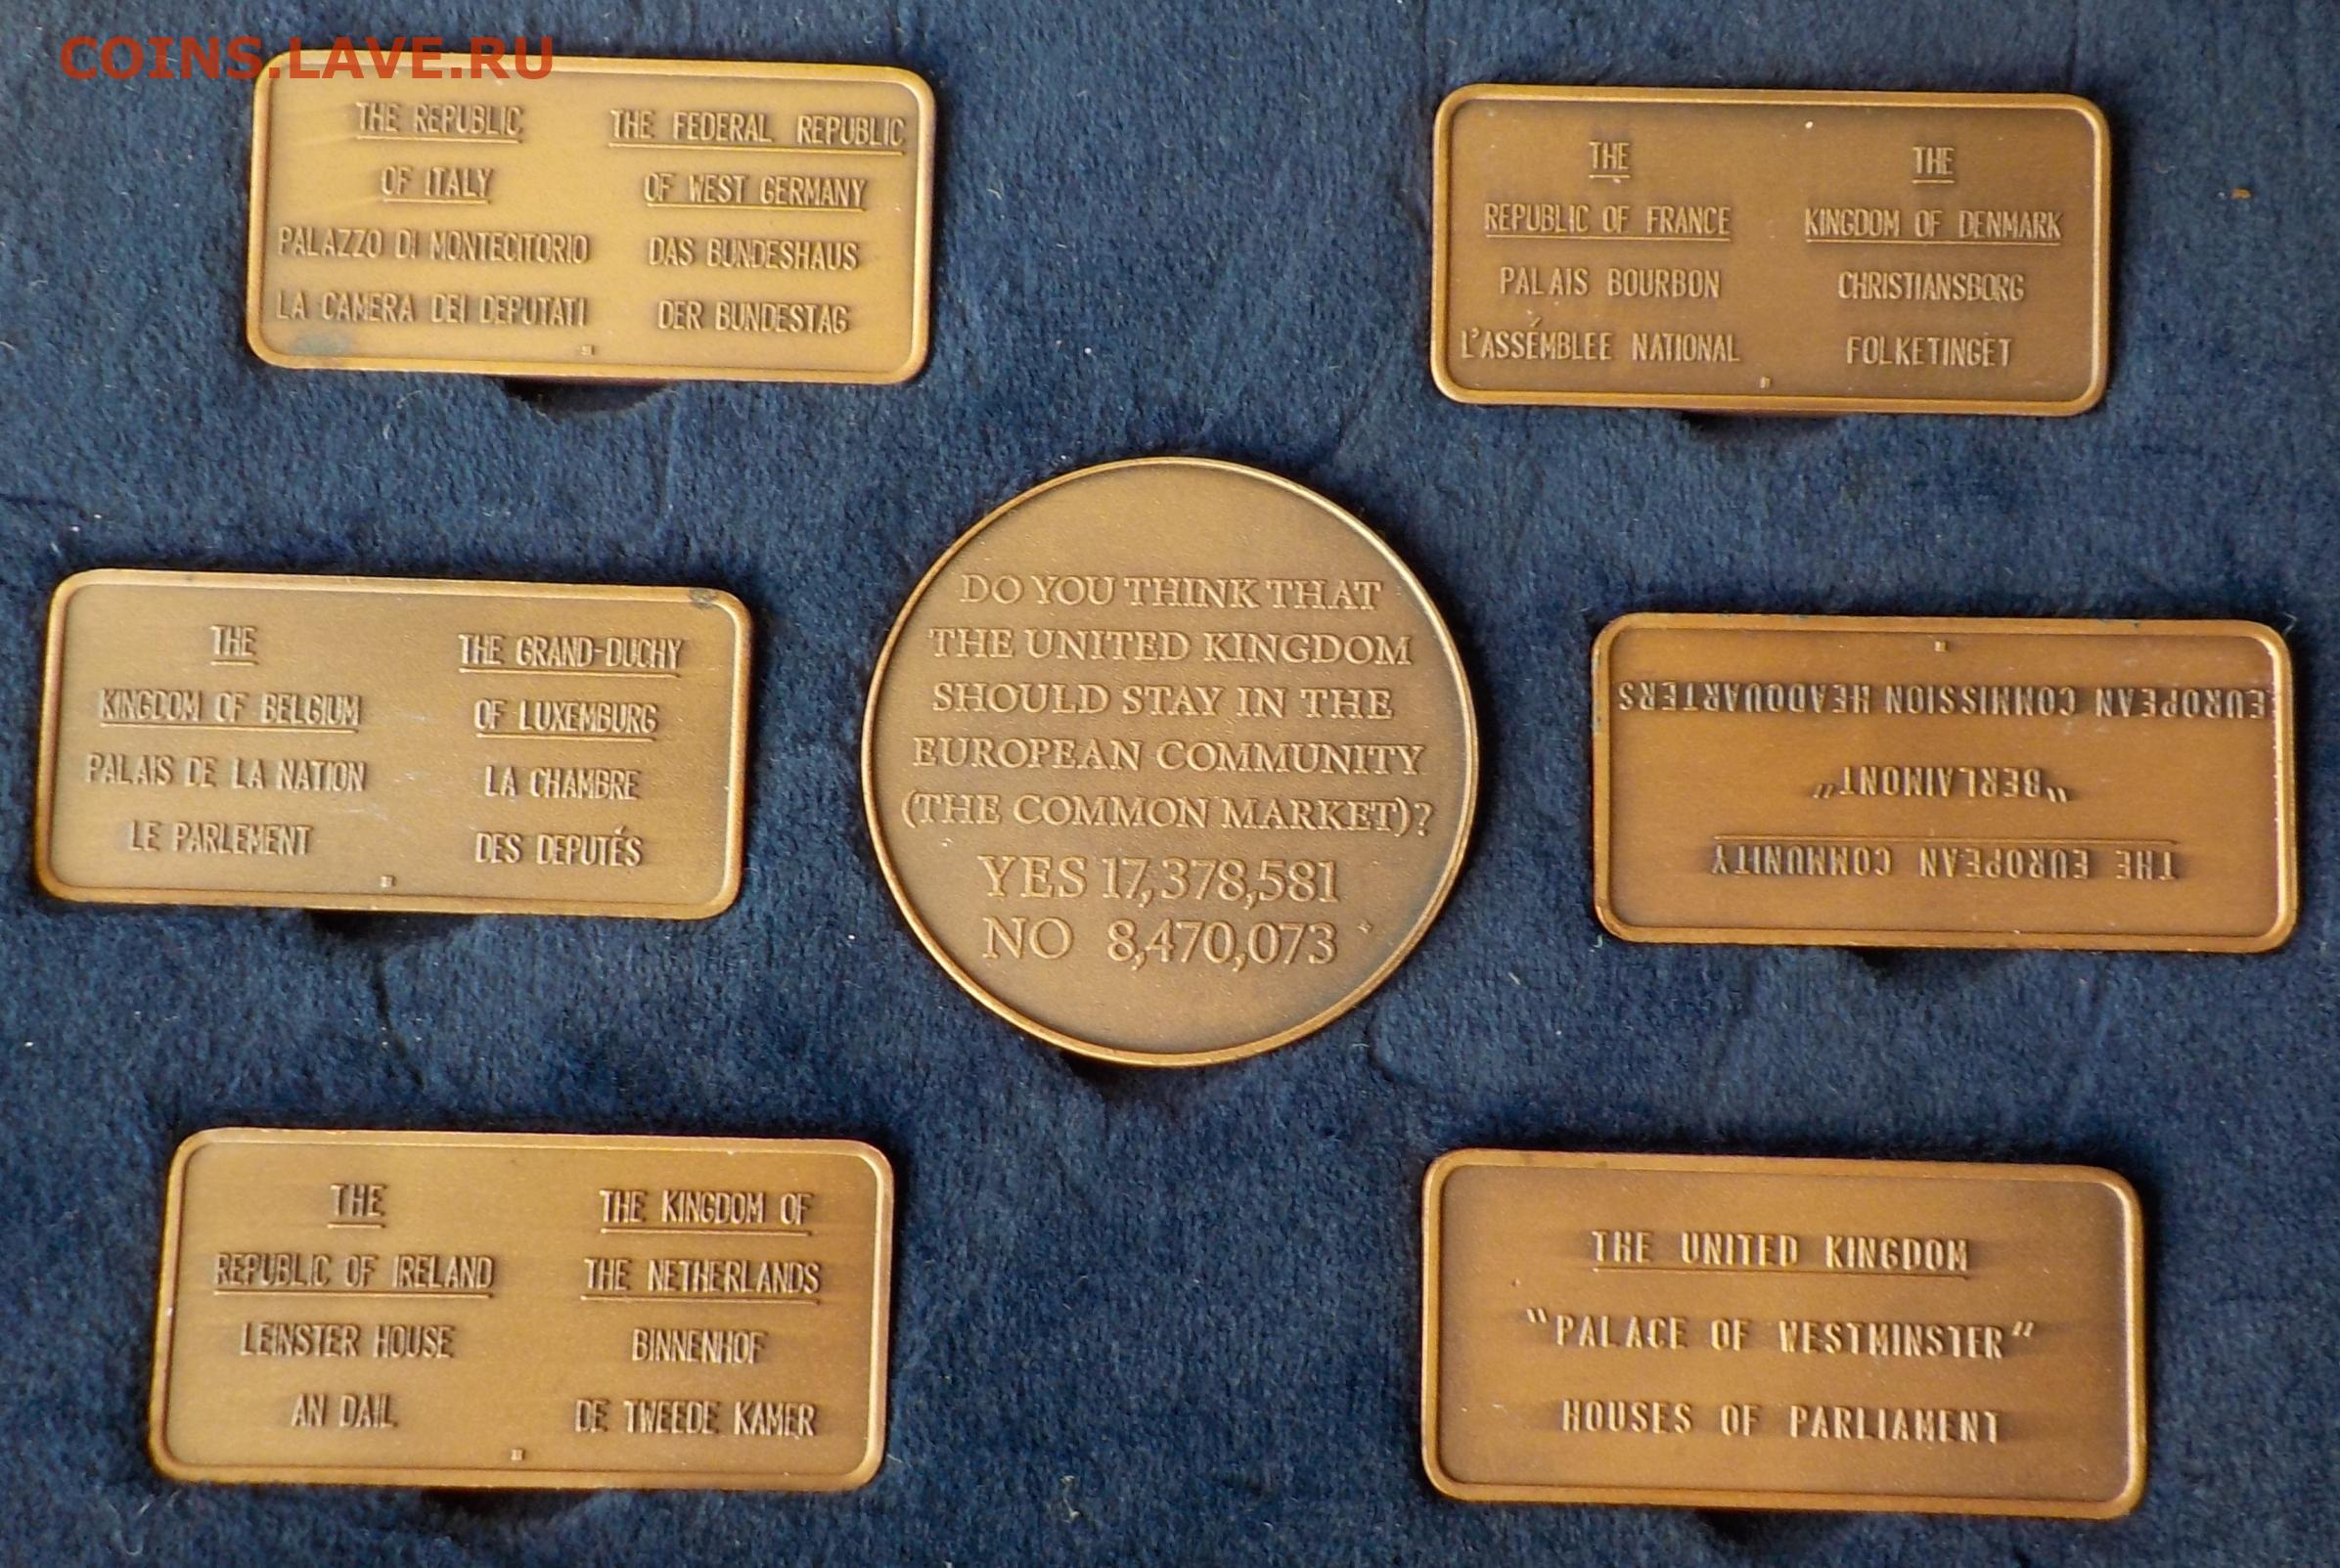 COINS.LAVE.RU
THE REPUBLIC
OF ITALY
PALAZZO DI MONTECITORIO
LA CAMERA DEI DEPUTATI
THE FEDERAL REPUBLIC
OF WEST GERMANY
DAS BUNDESHAUS
DER BUNDESTAG
THE
REPUBLIC OF FRANCE
PALAIS BOURBON
L'ASSÉMBLEE NATIONAL
THE
KINGDOM OF DENMARK
CHRISTIANSBORG
FOLKETINGET
THE
KINGDOM OF BELGIUM
PALAIS DE LA NATION
LE PARLEMENT
THE GRAND-DUCHY
OF LUXEMBURG
LA CHAMBRE
DES DEPUTÉS
DO YOU THINK THAT
THE UNITED KINGDOM
SHOULD STAY IN THE
EUROPEAN COMMUNITY
(THE COMMON MARKET)?
YES 17,378,581
NO 8,470,073
THE EUROPEAN COMMUNITY
"BERLAIMONT"
EUROPEAN COMMISSION HEADQUARTERS
THE
REPUBLIC OF IRELAND
LEINSTER HOUSE
AN DAIL
THE KINGDOM OF
THE NETHERLANDS
BINNENHOF
DE TWEEDE KAMER
THE UNITED KINGDOM
"PALACE OF WESTMINSTER"
HOUSES OF PARLIAMENT